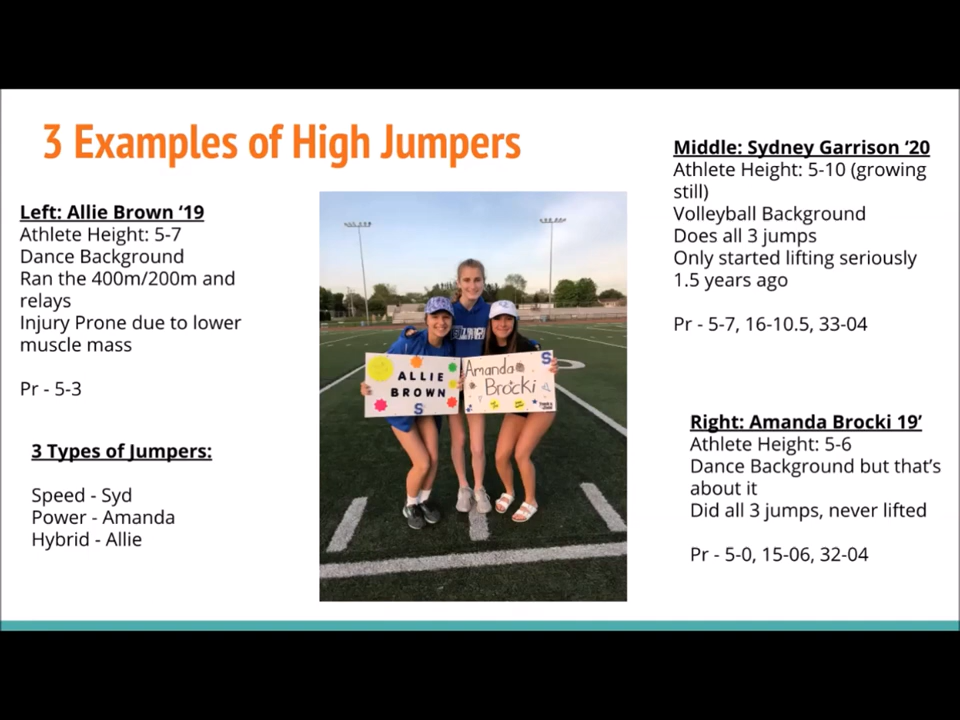 3 Examples of High Jumpers
Left: Allie Brown ‘19
Athlete Height: 5-7
Dance Background
Ran the 400m/200m and
relays
Injury Prone due to lower
muscle mass
Pr - 5-3
3 Types of Jumpers:
Speed - Syd
Power - Amanda
Hybrid - Allie
ALLIE
BROWN
S
Amanda
Brocki
S
Middle: Sydney Garrison ‘20
Athlete Height: 5-10 (growing
still)
Volleyball Background
Does all 3 jumps
Only started lifting seriously
1.5 years ago
Pr - 5-7, 16-10.5, 33-04
Right: Amanda Brocki 19’
Athlete Height: 5-6
Dance Background but that’s
about it
Did all 3 jumps, never lifted
Pr - 5-0, 15-06, 32-04